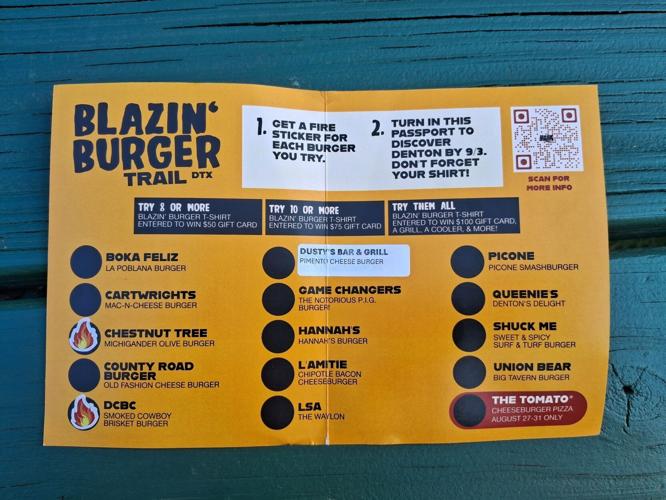 BLAZIN'
BURGER
TRAIL DTX
1. GET A FIRE
STICKER FOR
EACH BURGER
YOU TRY.
2. TURN IN THIS
PASSPORT TO
DISCOVER
DENTON BY 9/3.
DON'T FORGET
YOUR SHIRT!
SCAN FOR
MORE INFO
TRY 8 OR MORE
BLAZIN' BURGER T-SHIRT
ENTERED TO WIN $50 GIFT CARD
TRY 10 OR MORE
BLAZIN' BURGER T-SHIRT
ENTERED TO WIN $75 GIFT CARD
TRY THEM ALL
BLAZIN' BURGER T-SHIRT
ENTERED TO WIN $100 GIFT CARD,
A GRILL, A COOLER, & MORE!
BOKA FELIZ
LA POBLANA BURGER
CARTWRIGHTS
MAC-N-CHEESE BURGER
CHESTNUT TREE
MICHIGANDER OLIVE BURGER
COUNTY ROAD
BURGER
OLD FASHION CHEESE BURGER
DCBC
SMOKED COWBOY
BRISKET BURGER
DUSTY'S BAR & GRILL
PIMENTO CHEESE BURGER
GAME CHANGERS
THE NOTORIOUS P.I.G.
BURGER!
HANNAH'S
HANNAH'S BURGER
L'AMITIE
CHIPOTLE BACON
CHEESEBURGER
LSA
THE WAYLON
PICONE
PICONE SMASHBURGER
QUEENIE'S
DENTON'S DELIGHT
SHUCK ME
SWEET & SPICY
SURF & TURF BURGER
UNION BEAR
BIG TAVERN BURGER
THE TOMATO*
CHEESEBURGER PIZZA
AUGUST 27-31 ONLY